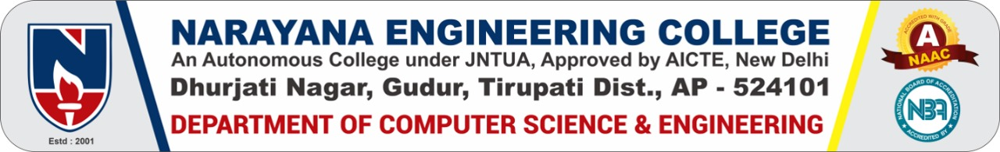 N
Estd : 2001
NARAYANA ENGINEERING COLLEGE
An Autonomous College under JNTUA, Approved by AICTE, New Delhi
Dhurjati Nagar, Gudur, Tirupati Dist., AP - 524101
DEPARTMENT OF COMPUTER SCIENCE & ENGINEERING
ACCREDITED WITH GRADE
A
NAAC
NATIONAL BOARD OF ACCREDITATION
NBA
ACCREDITED BY